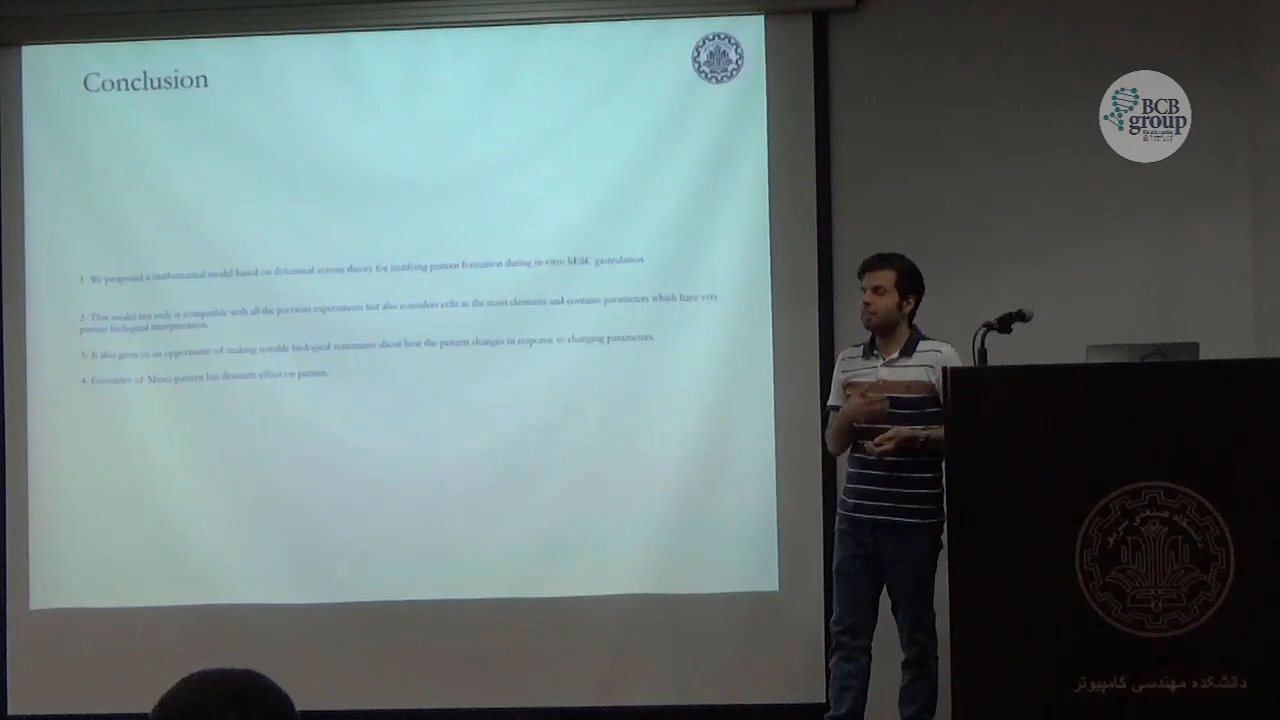 Conclusion
BCB
group
1- We proposed a mathematical model based on dynamical system theory for justifying pattern formation during in-vitro hESC gastrulation.
2- This model not only is compatible with all the previous experiments but also considers cells as the main elements and contains parameters which have very
biological interpretation.
3- It also gives us an opportunity of making notable biological statements about how the pattern changes in response to changing parameters.
4- of Micro-pattern has dramatic effect on pattern.
دانشگاه صنعتی شریف
دانشکده مهندسی کامپیوتر